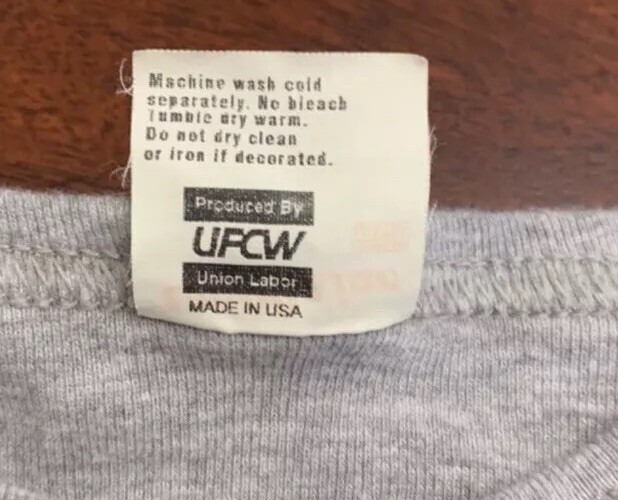 Machine wash cold
separately. No bleach
Tumble dry warm.
Do not dry clean
or iron if decorated.
Produced By
UFCW
Union Labor
MADE IN USA